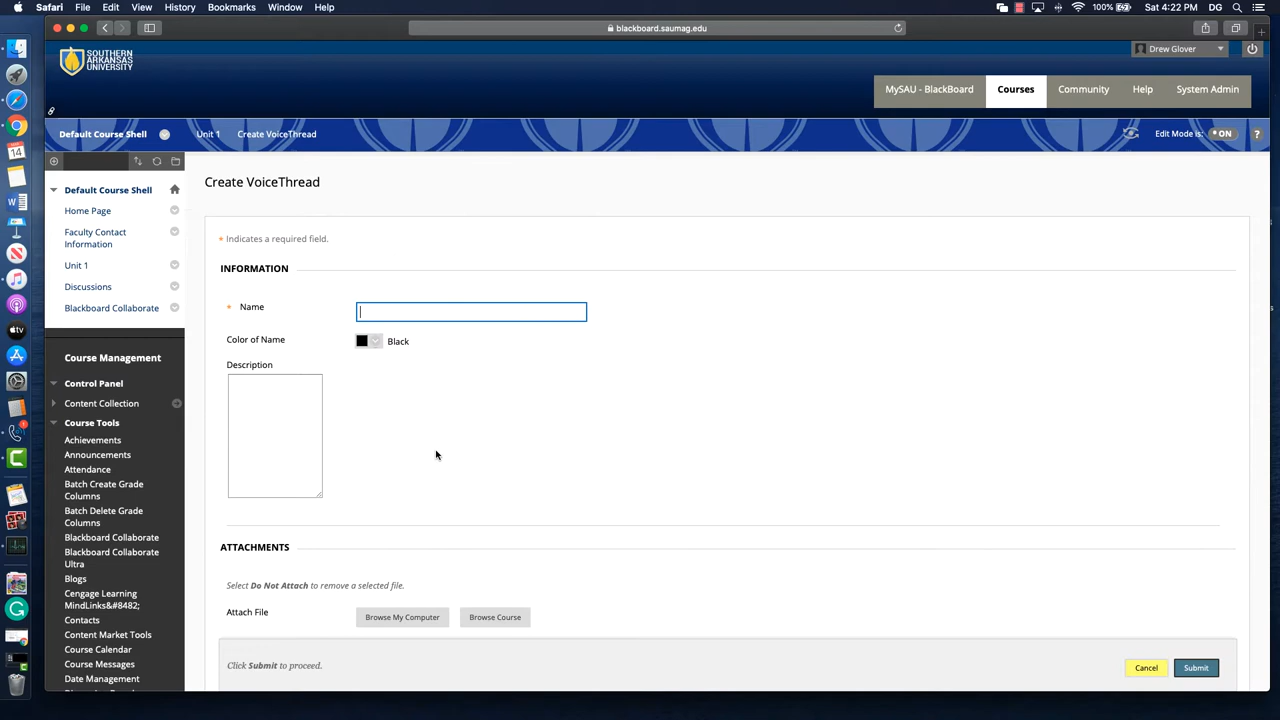 Safari File Edit View History Bookmarks Window Help 100% Sat 4:22 PM DG
blackboard.saumag.edu
SOUTHERN
ARKANSAS
UNIVERSITY
Drew Glover
MySAU - BlackBoard Courses Community Help System Admin
Default Course Shell Unit 1 Create VoiceThread Edit Mode is: ON ?
Default Course Shell
Home Page
Faculty Contact
Information
Unit 1
Discussions
Blackboard Collaborate
Course Management
Control Panel
Content Collection
Course Tools
Achievements
Announcements
Attendance
Batch Create Grade
Columns
Batch Delete Grade
Columns
Blackboard Collaborate
Blackboard Collaborate
Ultra
Blogs
Cengage Learning
MindLinks&#8482;
Contacts
Content Market Tools
Course Calendar
Course Messages
Date Management
Create VoiceThread
* Indicates a required field.
INFORMATION
* Name
Color of Name Black
Description
ATTACHMENTS
Select Do Not Attach to remove a selected file.
Attach File Browse My Computer Browse Course
Click Submit to proceed. Cancel Submit